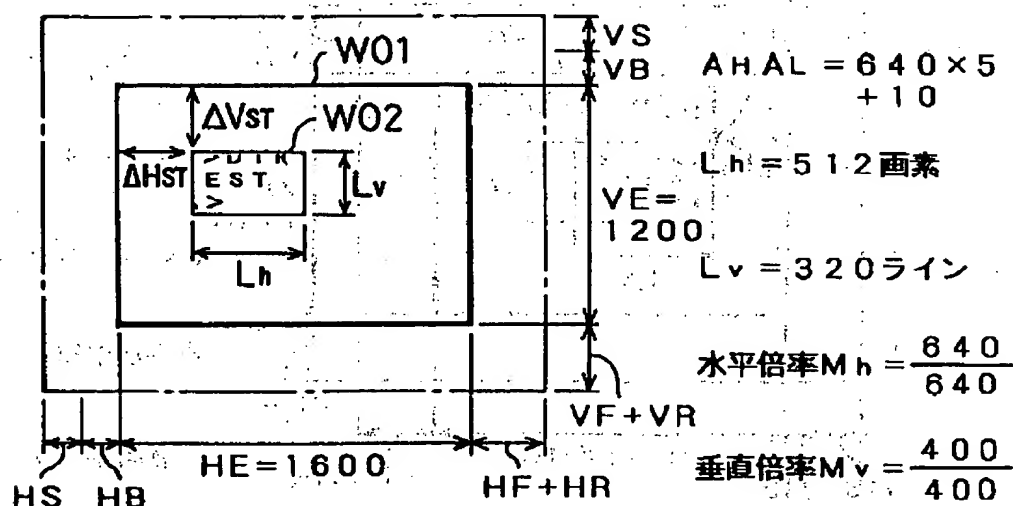 VS
W01
VB
AHAL=640×5
+10
ΔVST
W02
>DIR
ΔHST
EST.
Lv
Lh=512画素
>
VE=
1200
Lh
Lv=320ライン
水平倍率Mh=640/640
VF+VR
HE=1600
HS
HB
HF+HR
垂直倍率Mv=400/400